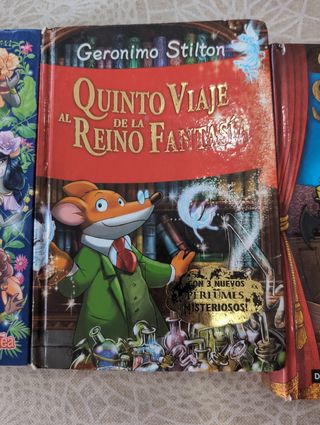 Geronimo Stilton
QUINTO VIAJE
AL REINO DE LA FANTASÍA
CON 3 NUEVOS
PERFUMES
MISTERIOSOS!